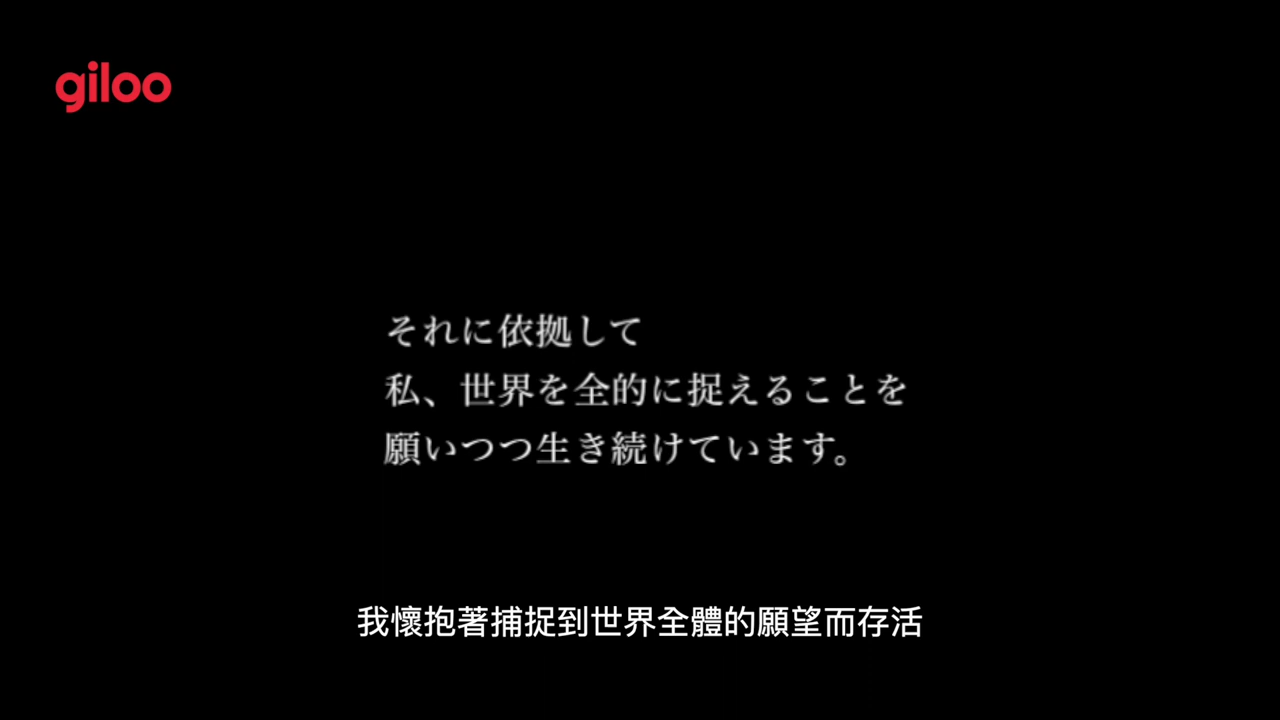 giloo
それに依拠して
私、世界を全的に捉えることを
願いつつ生き続けています。
我懷抱著捕捉到世界全體的願望而存活